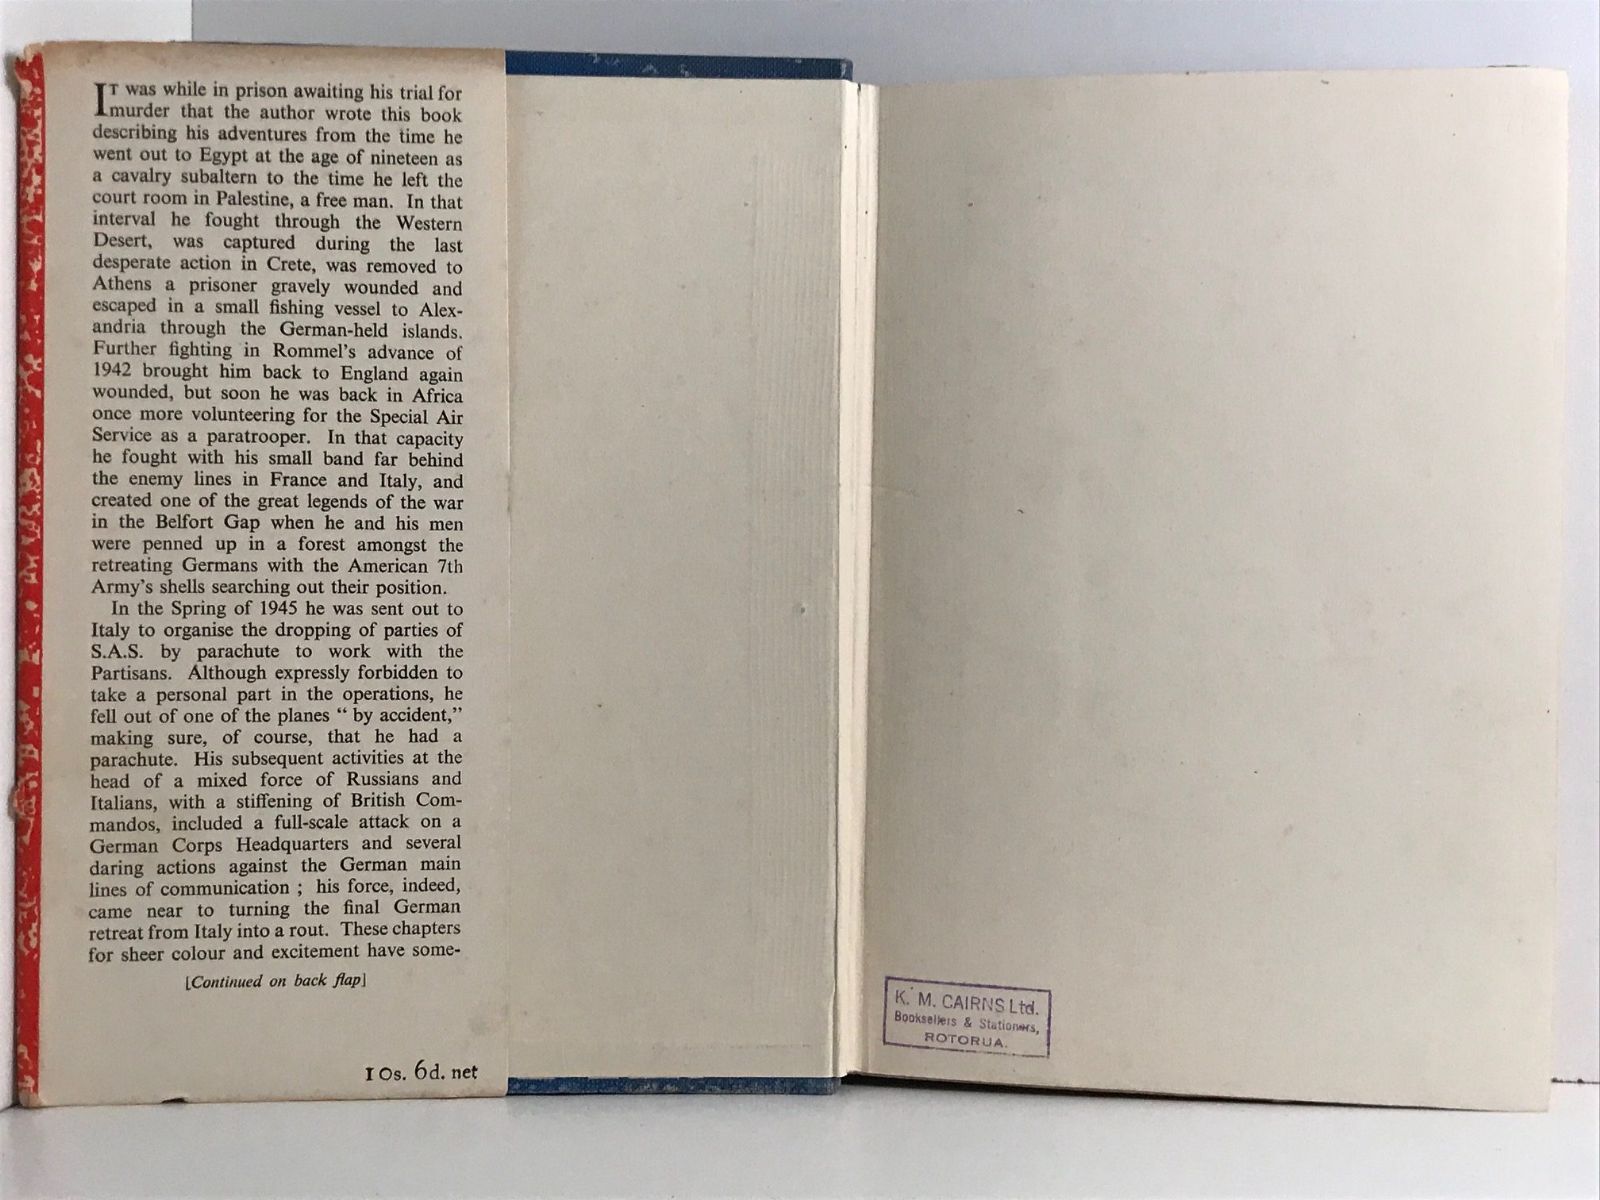 IT was while in prison awaiting his trial for
murder that the author wrote this book
describing his adventures from the time he
went out to Egypt at the age of nineteen as
a cavalry subaltern to the time he left the
court room in Palestine, a free man. In that
interval he fought through the Western
Desert, was captured during the last
desperate action in Crete, was removed to
Athens a prisoner gravely wounded and
escaped in a small fishing vessel to Alex-
andria through the German-held islands.
Further fighting in Rommel's advance of
1942 brought him back to England again
wounded, but soon he was back in Africa
once more volunteering for the Special Air
Service as a paratrooper. In that capacity
he fought with his small band far behind
the enemy lines in France and Italy, and
created one of the great legends of the war
in the Belfort Gap when he and his men
were penned up in a forest amongst the
retreating Germans with the American 7th
Army's shells searching out their position.
In the Spring of 1945 he was sent out to
Italy to organise the dropping of parties of
S.A.S. by parachute to work with the
Partisans. Although expressly forbidden to
take a personal part in the operations, he
fell out of one of the planes " by accident,"
making sure, of course, that he had a
parachute. His subsequent activities at the
head of a mixed force of Russians and
Italians, with a stiffening of British Com-
mandos, included a full-scale attack on a
German Corps Headquarters and several
daring actions against the German main
lines of communication ; his force, indeed,
came near to turning the final German
retreat from Italy into a rout. These chapters
for sheer colour and excitement have some-
[Continued on back flap]
10s. 6d. net
K. M. CAIRNS Ltd.
Booksellers & Stationers,
ROTORUA.